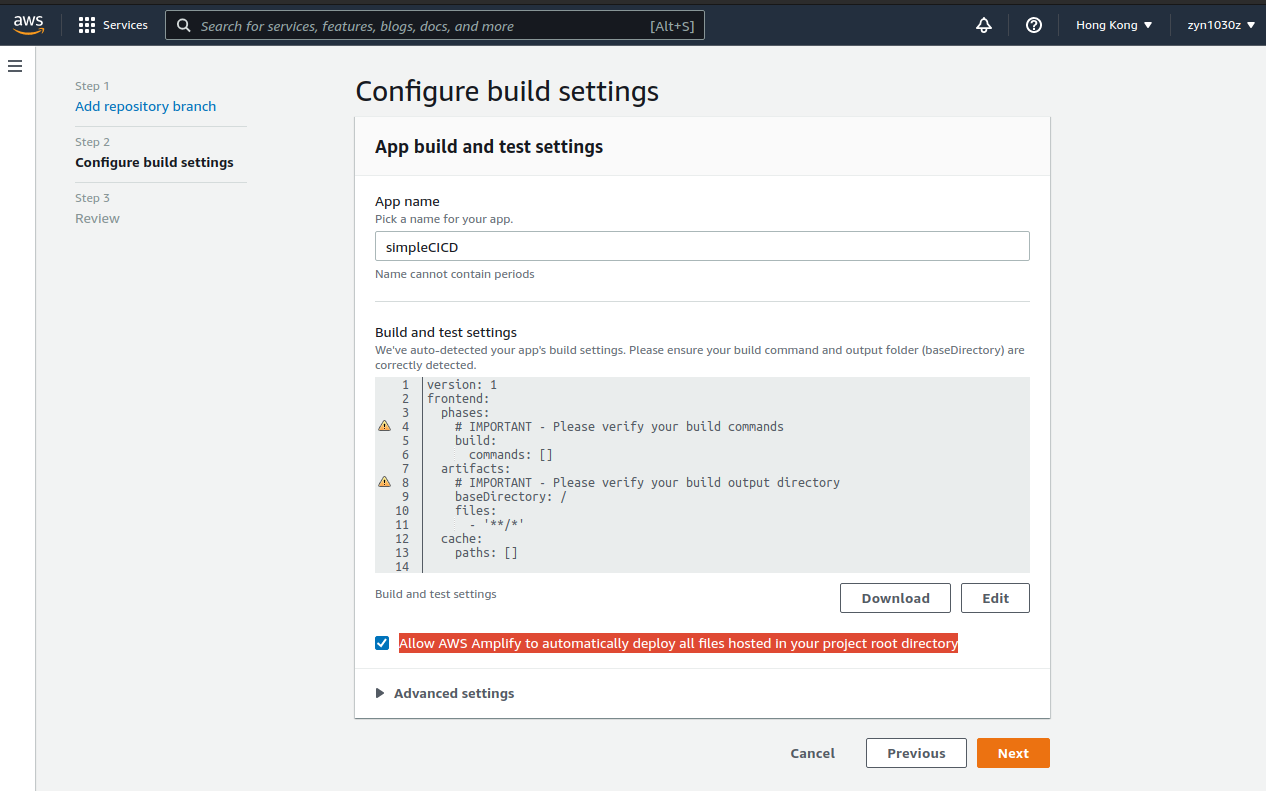 aws
Services
Search for services, features, blogs, docs, and more
[Alt+S]
Hong Kong
zyn1030z
Step 1
Add repository branch
Step 2
Configure build settings
Step 3
Review
Configure build settings
App build and test settings
App name
Pick a name for your app.
simpleCICD
Name cannot contain periods
Build and test settings
We've auto-detected your app's build settings. Please ensure your build command and output folder (baseDirectory) are
correctly detected.
1 version: 1
2 frontend:
3   phases:
4     # IMPORTANT - Please verify your build commands
5     build:
6       commands: []
7   artifacts:
8     # IMPORTANT - Please verify your build output directory
9     baseDirectory: /
10     files:
11       - '**/*'
12   cache:
13     paths: []
14
Build and test settings
Download
Edit
Allow AWS Amplify to automatically deploy all files hosted in your project root directory
Advanced settings
Cancel
Previous
Next